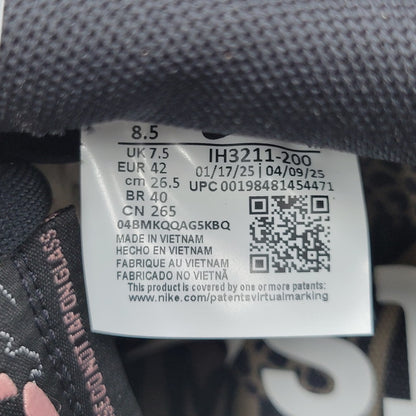 8.5
UK 7.5
EUR 42
cm 26.5
BR 40
CN 265
IH3211-200
01/17/25 | 04/09/25
UPC 00198481454471
04BMKQQAG5KBQ
MADE IN VIETNAM
HECHO EN VIETNAM
FABRIQUE AU VIETNAM
FABRICADO NO VIETNÃ
This product is covered by one or more patents. See
www.nike.com/patentsvirtualmarking